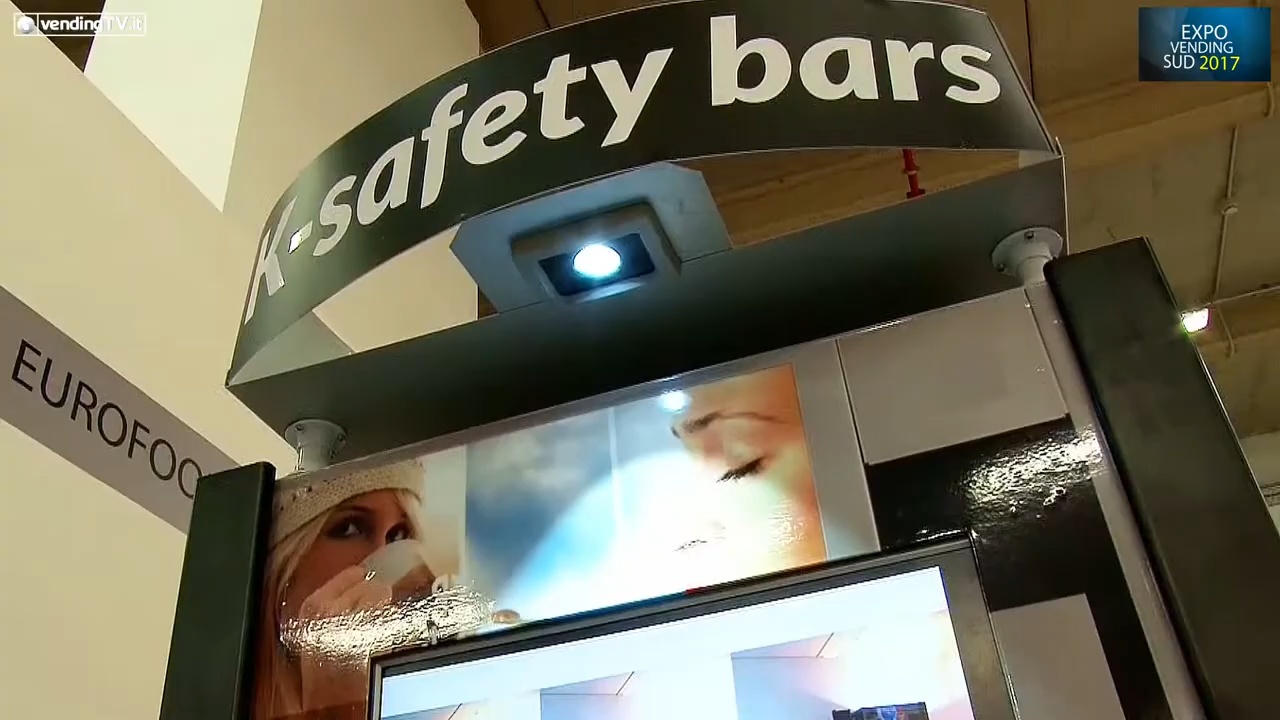 vendingTV.it
EXPO
VENDING
SUD 2017
K-safety bars
EUROFOO